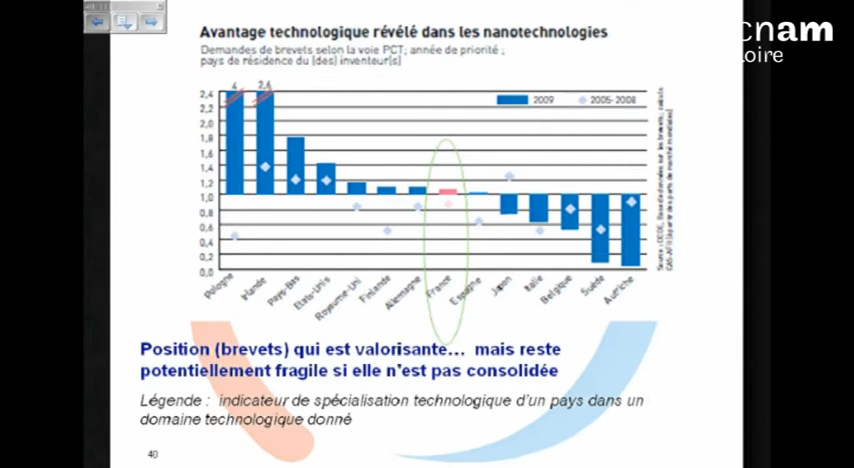 cnam
Loire
Avantage technologique révélé dans les nanotechnologies
Demandes de brevets selon la voie PCT; année de priorité ;
pays de résidence du (des) inventeur(s)
4
2,6
2009
2005-2008
2,4
2,2
2,0
1,8
1,6
1,4
1,2
1,0
0,8
0,6
0,4
0,2
0,0
Pologne
Irlande
Pays-Bas
Etats-Unis
Royaume-Uni
Finlande
Allemagne
France
Espagne
Japon
Italie
Belgique
Suède
Autriche
Position (brevets) qui est valorisante… mais reste
potentiellement fragile si elle n'est pas consolidée
Légende : indicateur de spécialisation technologique d'un pays dans un
domaine technologique donné
40